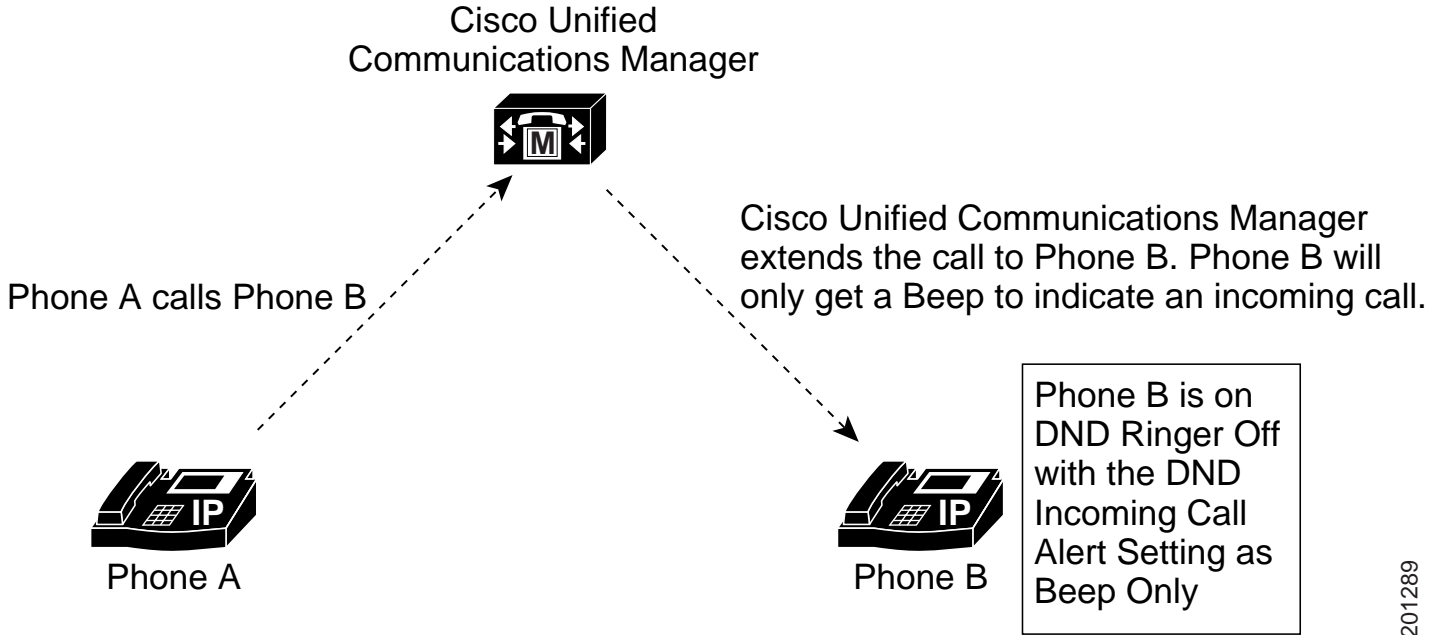 Cisco Unified
Communications Manager
M
Cisco Unified Communications Manager
extends the call to Phone B. Phone B will
only get a Beep to indicate an incoming call.
Phone A calls Phone B
Phone B is on
DND Ringer Off
with the DND
Incoming Call
Alert Setting as
Beep Only
IP
Phone A
IP
Phone B
201289